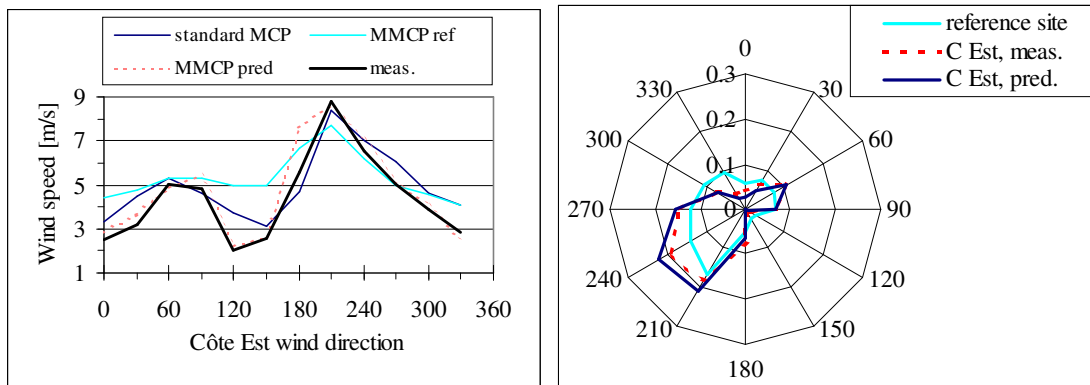 standard MCP
MMCP ref
MMCP pred
meas.
9
7
5
3
1
Wind speed [m/s]
0 60 120 180 240 300 360
Côte Est wind direction
reference site
C Est, meas.
C Est, pred.
0
30
60
90
120
150
180
210
240
270
300
330
0.3
0.2
0.1
0